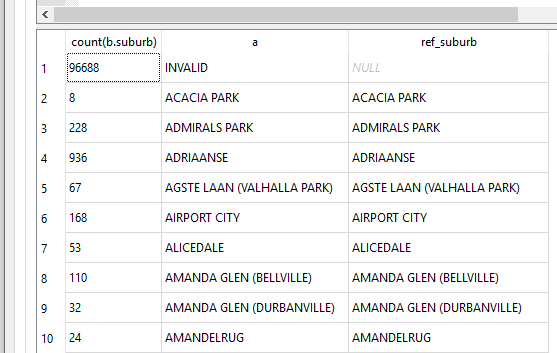 count(b.suburb) a ref_suburb
1 96688 INVALID NULL
2 8 ACACIA PARK ACACIA PARK
3 228 ADMIRALS PARK ADMIRALS PARK
4 936 ADRIAANSE ADRIAANSE
5 67 AGSTE LAAN (VALHALLA PARK) AGSTE LAAN (VALHALLA PARK)
6 168 AIRPORT CITY AIRPORT CITY
7 53 ALICEDALE ALICEDALE
8 110 AMANDA GLEN (BELLVILLE) AMANDA GLEN (BELLVILLE)
9 32 AMANDA GLEN (DURBANVILLE) AMANDA GLEN (DURBANVILLE)
10 24 AMANDELRUG AMANDELRUG